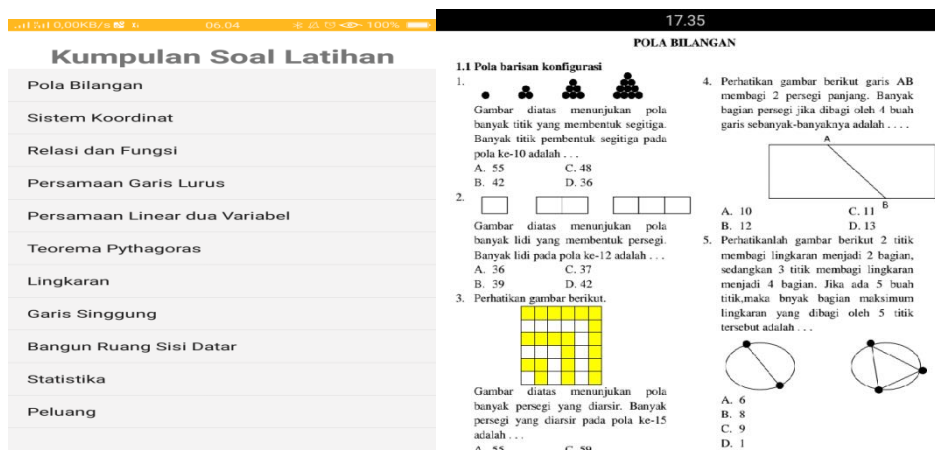 0,00KB/s
06.04
100%
Kumpulan Soal Latihan
Pola Bilangan
Sistem Koordinat
Relasi dan Fungsi
Persamaan Garis Lurus
Persamaan Linear dua Variabel
Teorema Pythagoras
Lingkaran
Garis Singgung
Bangun Ruang Sisi Datar
Statistika
Peluang
17.35
POLA BILANGAN
1.1 Pola barisan konfigurasi
1.
Gambar diatas menunjukan pola
banyak titik yang membentuk segitiga.
Banyak titik pembentuk segitiga pada
pola ke-10 adalah . . .
A. 55 C. 48
B. 42 D. 36
2.
Gambar diatas menunjukan pola
banyak lidi yang membentuk persegi.
Banyak lidi pada pola ke-12 adalah . . .
A. 36 C. 37
B. 39 D. 42
3. Perhatikan gambar berikut.
Gambar diatas menunjukan pola
banyak persegi yang diarsir. Banyak
persegi yang diarsir pada pola ke-15
adalah . . .
A. 55 C. 59
4. Perhatikan gambar berikut garis AB
membagi 2 persegi panjang. Banyak
bagian persegi jika dibagi oleh 4 buah
garis sebanyak-banyaknya adalah . . . .
A
B
A. 10 C. 11
B. 12 D. 13
5. Perhatikanlah gambar berikut 2 titik
membagi lingkaran menjadi 2 bagian,
sedangkan 3 titik membagi lingkaran
menjadi 4 bagian. Jika ada 5 buah
titik,maka bnyak bagian maksimum
lingkaran yang dibagi oleh 5 titik
tersebut adalah . . .
A. 6
B. 8
C. 9
D. 1